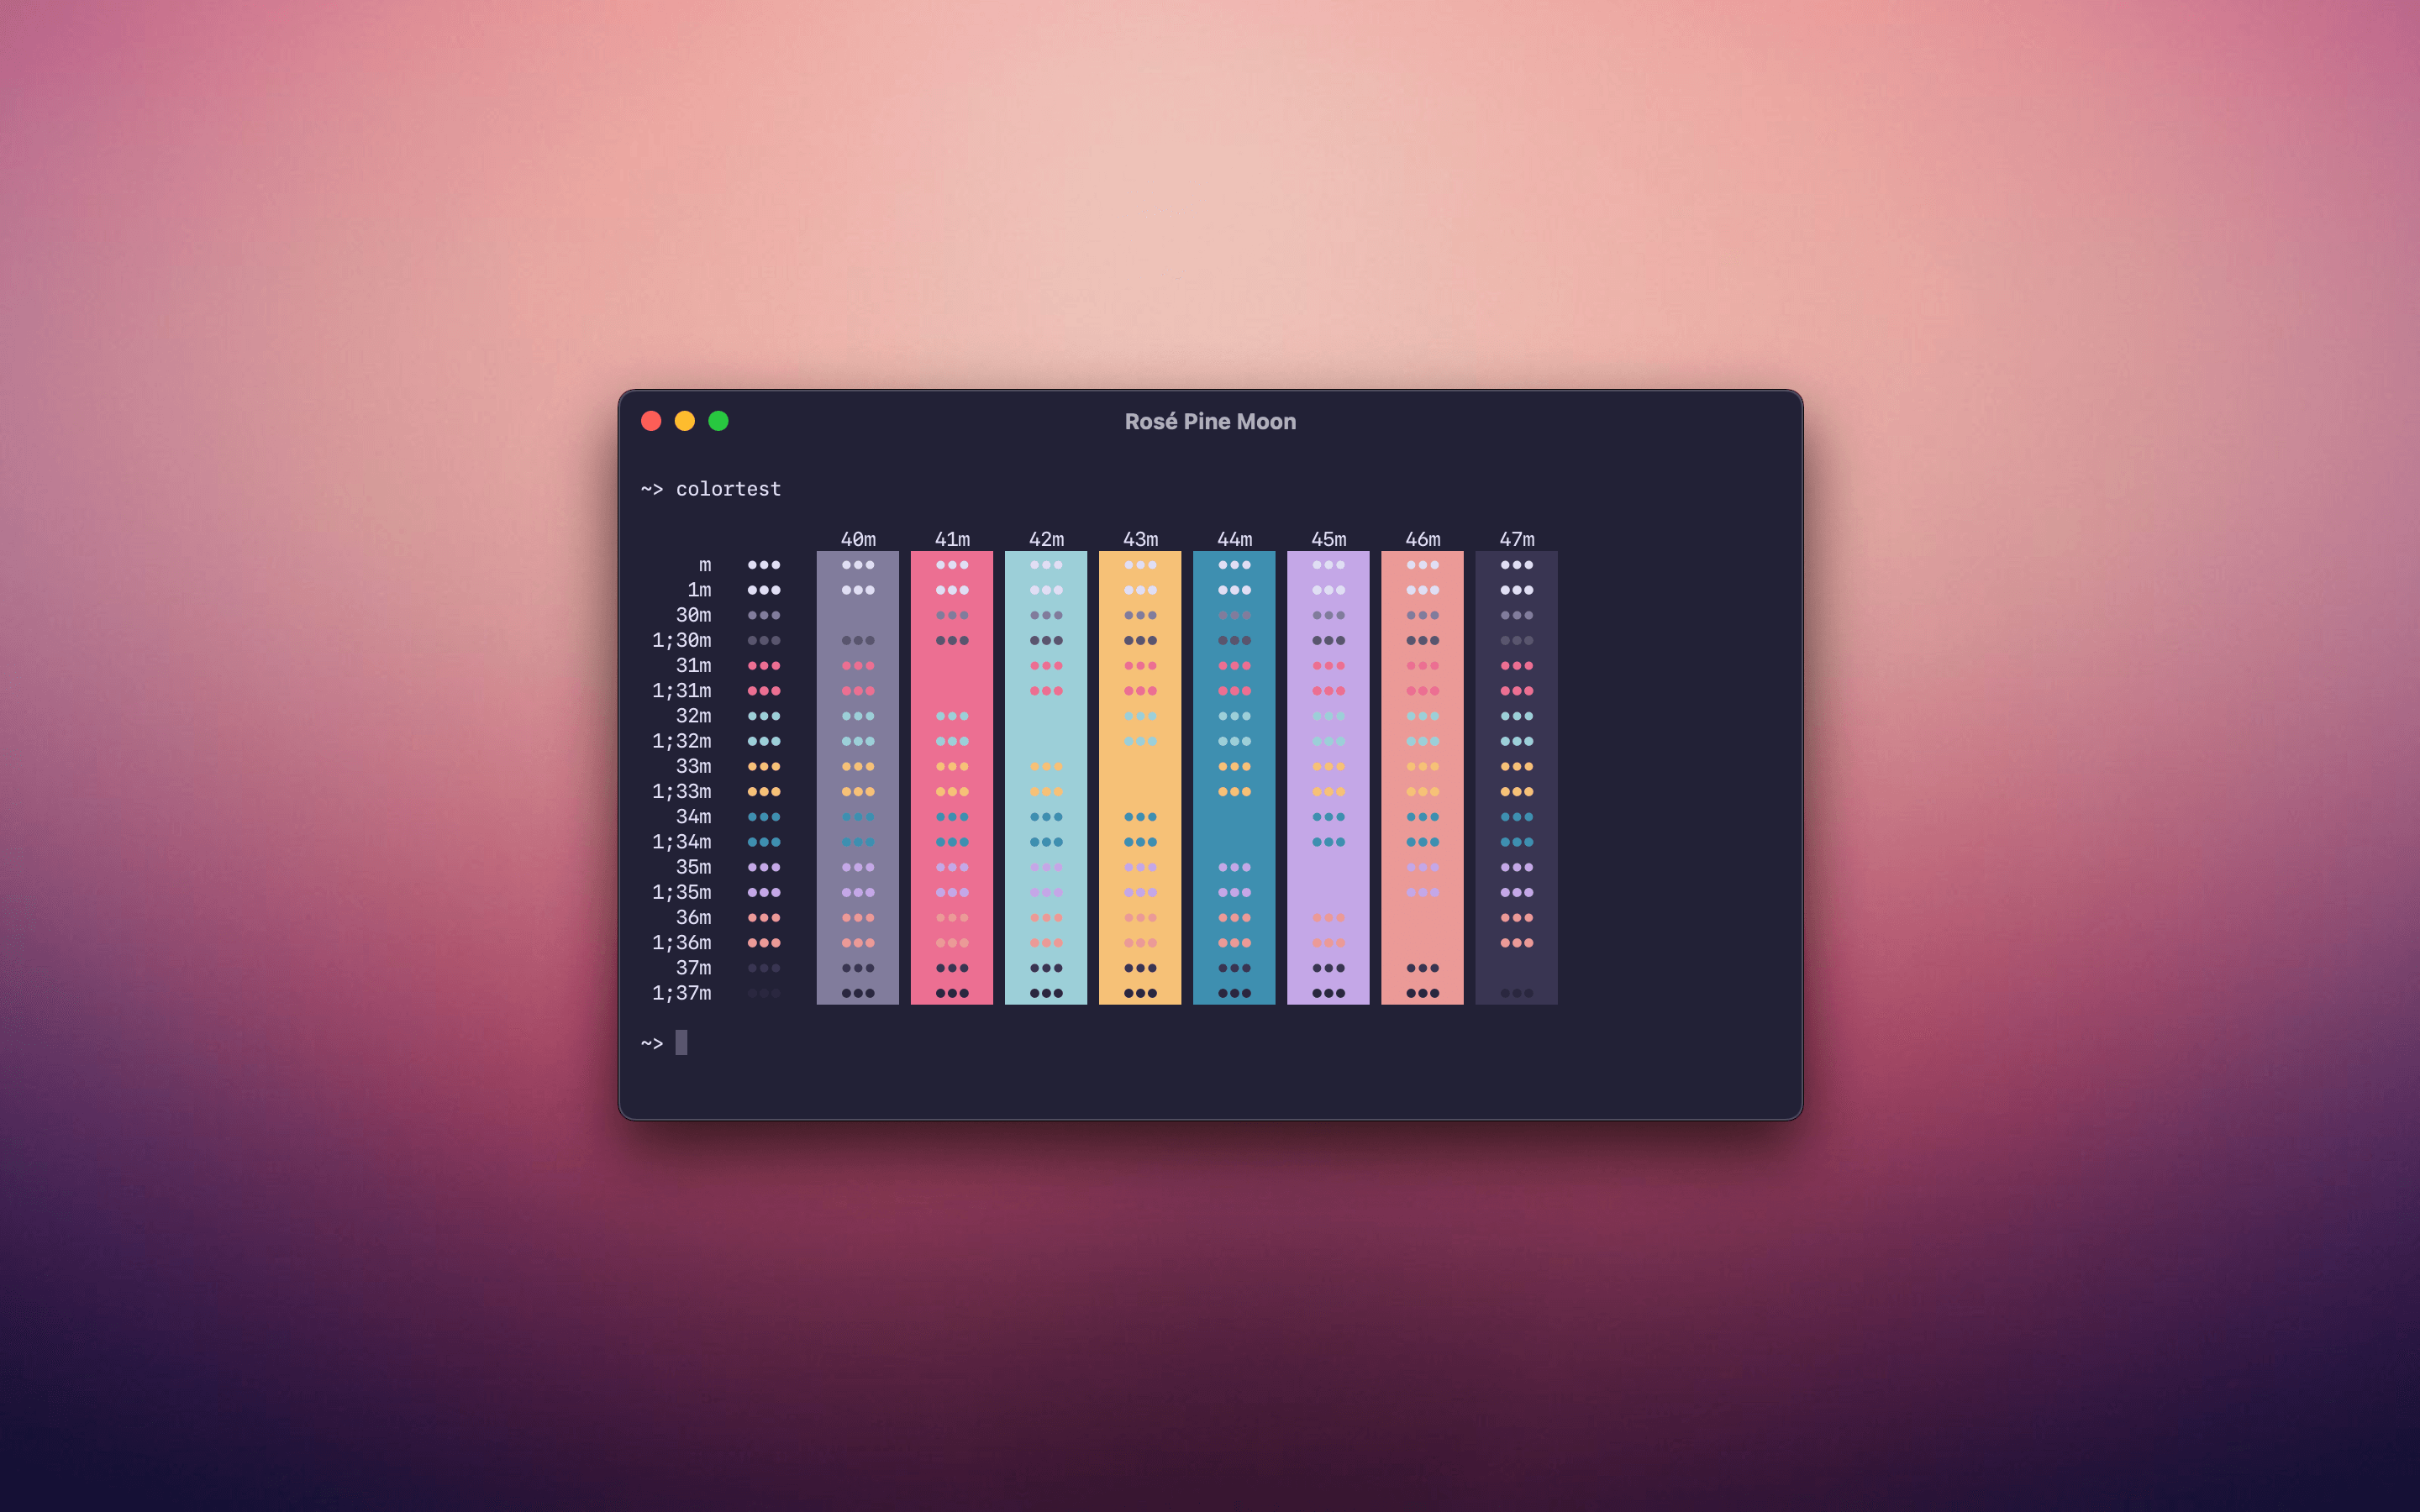 Rosé Pine Moon
~> colortest
40m 41m 42m 43m 44m 45m 46m 47m
m ••• ••• ••• ••• ••• ••• ••• ••• •••
1m ••• ••• ••• ••• ••• ••• ••• ••• •••
30m ••• ••• ••• ••• ••• ••• ••• •••
1;30m ••• ••• ••• ••• ••• ••• ••• ••• •••
31m ••• ••• ••• ••• ••• ••• ••• •••
1;31m ••• ••• ••• ••• ••• ••• ••• •••
32m ••• ••• ••• ••• ••• ••• ••• •••
1;32m ••• ••• ••• ••• ••• ••• ••• •••
33m ••• ••• ••• ••• ••• ••• ••• •••
1;33m ••• ••• ••• ••• ••• ••• ••• •••
34m ••• ••• ••• ••• ••• ••• ••• •••
1;34m ••• ••• ••• ••• ••• ••• ••• •••
35m ••• ••• ••• ••• ••• ••• ••• •••
1;35m ••• ••• ••• ••• ••• ••• ••• •••
36m ••• ••• ••• ••• ••• ••• ••• •••
1;36m ••• ••• ••• ••• ••• ••• ••• •••
37m ••• ••• ••• ••• ••• ••• ••• •••
1;37m ••• ••• ••• ••• ••• ••• ••• ••• •••
~>